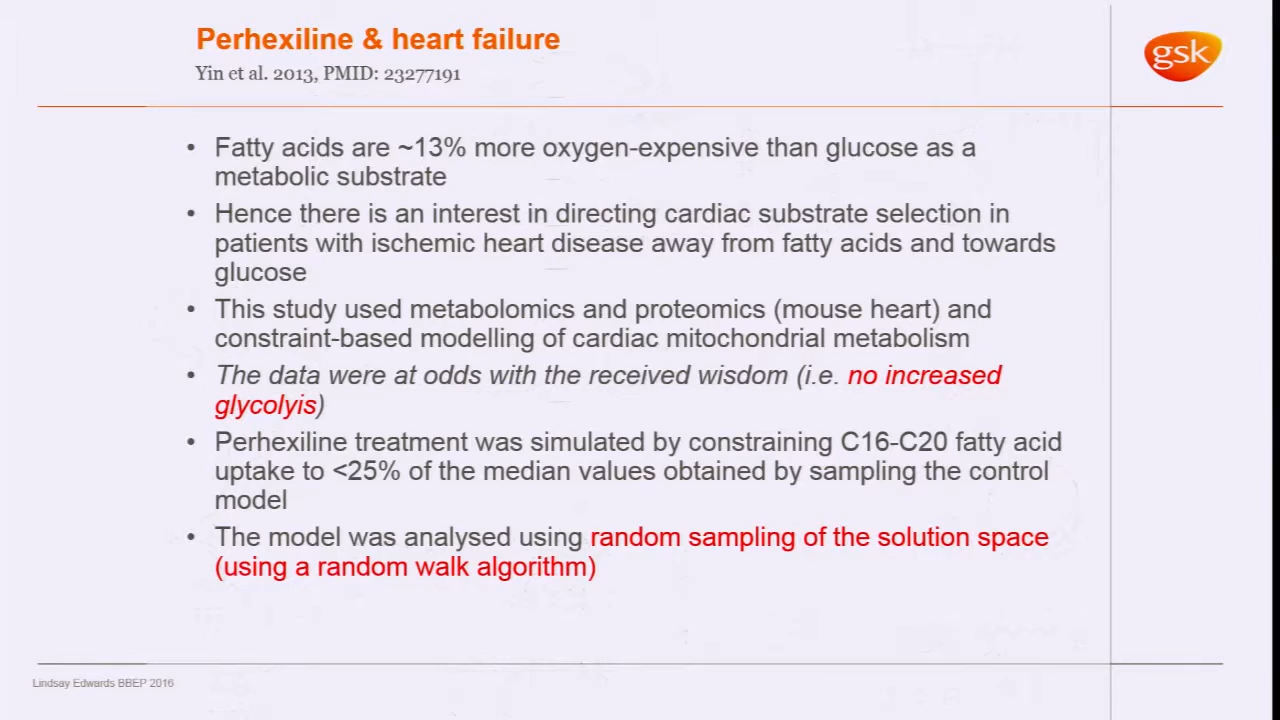 Perhexiline & heart failure
Yin et al. 2013, PMID: 23277191
gsk
• Fatty acids are ~13% more oxygen-expensive than glucose as a
metabolic substrate
• Hence there is an interest in directing cardiac substrate selection in
patients with ischemic heart disease away from fatty acids and towards
glucose
• This study used metabolomics and proteomics (mouse heart) and
constraint-based modelling of cardiac mitochondrial metabolism
• The data were at odds with the received wisdom (i.e. no increased
glycolyis)
• Perhexiline treatment was simulated by constraining C16-C20 fatty acid
uptake to <25% of the median values obtained by sampling the control
model
• The model was analysed using random sampling of the solution space
(using a random walk algorithm)
Lindsay Edwards BBEP 2016